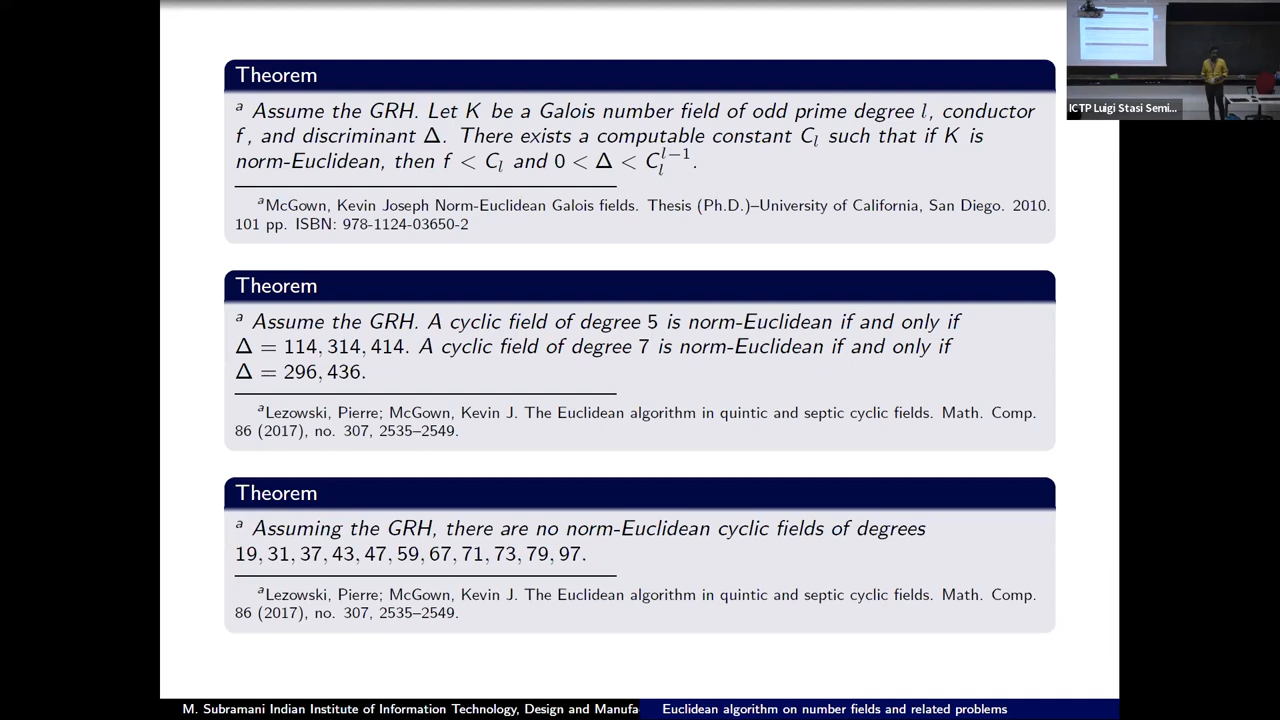 Theorem
a Assume the GRH. Let K be a Galois number field of odd prime degree l, conductor
f, and discriminant Δ. There exists a computable constant C_l such that if K is
norm-Euclidean, then f < C_l and 0 < Δ < C_l^{l−1}.
aMcGown, Kevin Joseph Norm-Euclidean Galois fields. Thesis (Ph.D.)–University of California, San Diego. 2010.
101 pp. ISBN: 978-1124-03650-2
Theorem
a Assume the GRH. A cyclic field of degree 5 is norm-Euclidean if and only if
Δ = 114, 314, 414. A cyclic field of degree 7 is norm-Euclidean if and only if
Δ = 296, 436.
aLezowski, Pierre; McGown, Kevin J. The Euclidean algorithm in quintic and septic cyclic fields. Math. Comp.
86 (2017), no. 307, 2535–2549.
Theorem
a Assuming the GRH, there are no norm-Euclidean cyclic fields of degrees
19, 31, 37, 43, 47, 59, 67, 71, 73, 79, 97.
aLezowski, Pierre; McGown, Kevin J. The Euclidean algorithm in quintic and septic cyclic fields. Math. Comp.
86 (2017), no. 307, 2535–2549.
ICTP Luigi Stasi Semi...
M. Subramani Indian Institute of Information Technology, Design and Manufa
Euclidean algorithm on number fields and related problems